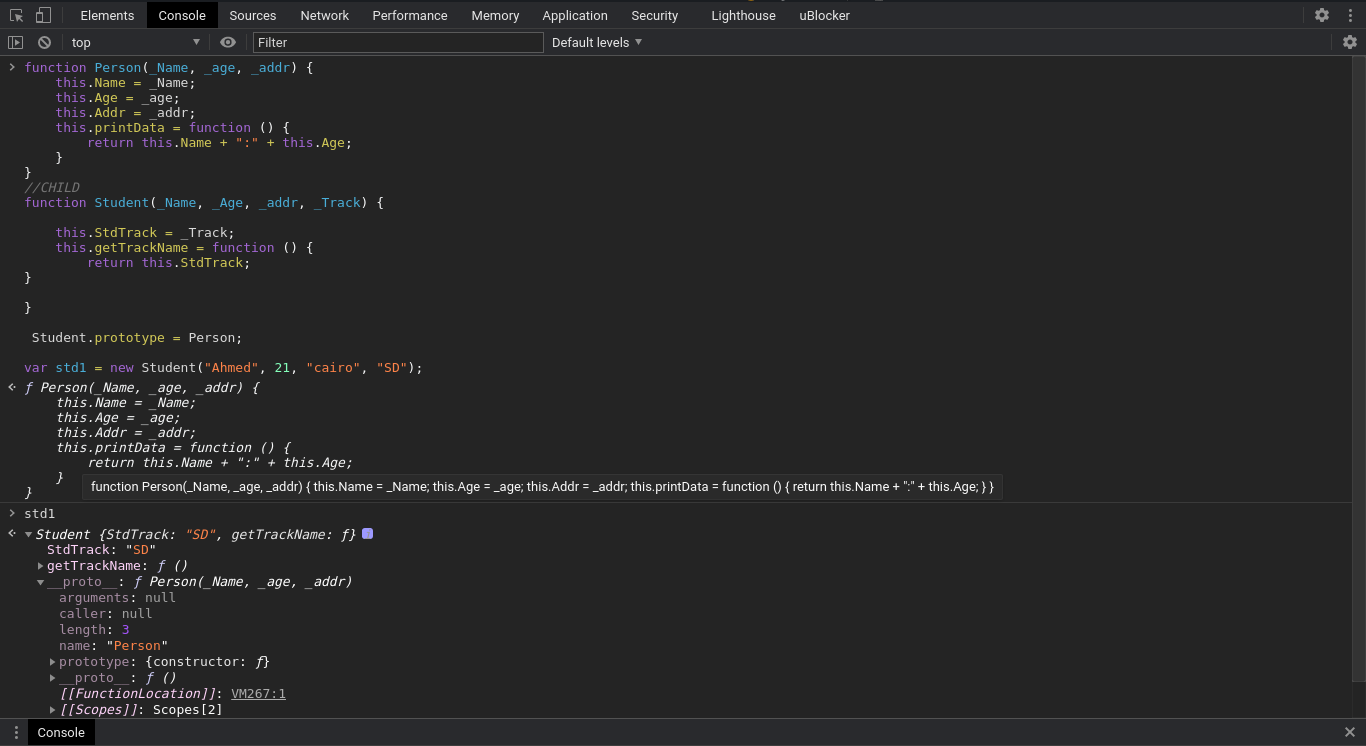 Elements Console Sources Network Performance Memory Application Security Lighthouse uBlocker
top Filter Default levels
function Person(_Name, _age, _addr) {
    this.Name = _Name;
    this.Age = _age;
    this.Addr = _addr;
    this.printData = function () {
        return this.Name + ":" + this.Age;
    }
}
//CHILD
function Student(_Name, _Age, _addr, _Track) {
    this.StdTrack = _Track;
    this.getTrackName = function () {
        return this.StdTrack;
}
}
 Student.prototype = Person;
var std1 = new Student("Ahmed", 21, "cairo", "SD");
ƒ Person(_Name, _age, _addr) {
    this.Name = _Name;
    this.Age = _age;
    this.Addr = _addr;
    this.printData = function () {
        return this.Name + ":" + this.Age;
    }
function Person(_Name, _age, _addr) { this.Name = _Name; this.Age = _age; this.Addr = _addr; this.printData = function () { return this.Name + ":" + this.Age; } }
}
std1
Student {StdTrack: "SD", getTrackName: ƒ}
StdTrack: "SD"
getTrackName: ƒ ()
__proto__: ƒ Person(_Name, _age, _addr)
arguments: null
caller: null
length: 3
name: "Person"
prototype: {constructor: ƒ}
__proto__: ƒ ()
[[FunctionLocation]]: VM267:1
[[Scopes]]: Scopes[2]
Console